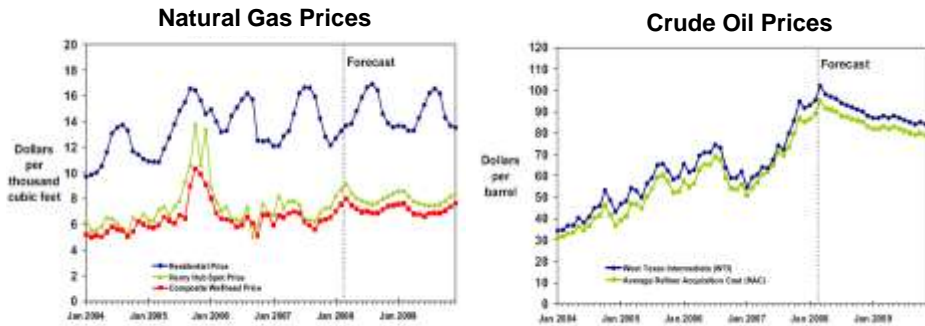 Natural Gas Prices
20
18
16
14
12
10
8
6
4
2
0
Dollars
per
thousand
cubic feet
Forecast
Residential Price
Henry Hub Spot Price
Composite Wellhead Price
Jan 2004
Jan 2005
Jan 2006
Jan 2007
Jan 2008
Jan 2009
Crude Oil Prices
120
110
100
90
80
70
60
50
40
30
20
10
0
Dollars
per
barrel
Forecast
West Texas Intermediate (WTI)
Average Refiner Acquisition Cost (RAC)
Jan 2004
Jan 2005
Jan 2006
Jan 2007
Jan 2008
Jan 2009